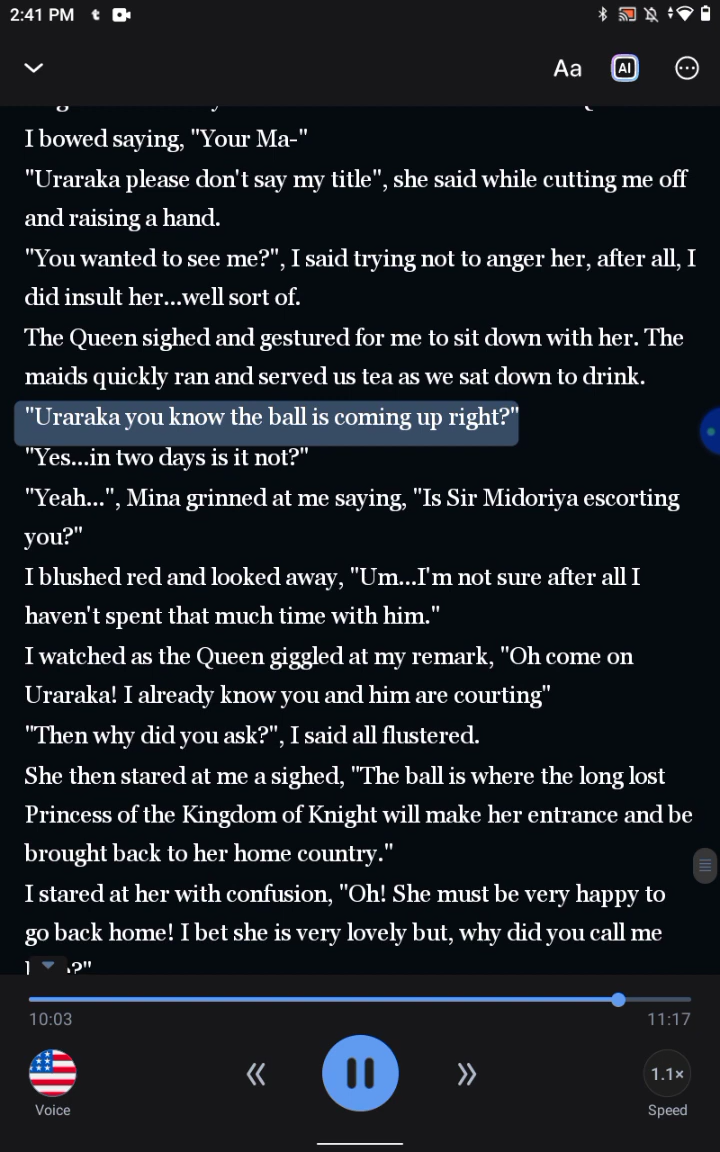 2:41 PM t
Aa AI
I bowed saying, "Your Ma-"
"Uraraka please don't say my title", she said while cutting me off
and raising a hand.
"You wanted to see me?", I said trying not to anger her, after all, I
did insult her...well sort of.
The Queen sighed and gestured for me to sit down with her. The
maids quickly ran and served us tea as we sat down to drink.
"Uraraka you know the ball is coming up right?"
"Yes...in two days is it not?"
"Yeah...", Mina grinned at me saying, "Is Sir Midoriya escorting
you?"
I blushed red and looked away, "Um...I'm not sure after all I
haven't spent that much time with him."
I watched as the Queen giggled at my remark, "Oh come on
Uraraka! I already know you and him are courting"
"Then why did you ask?", I said all flustered.
She then stared at me a sighed, "The ball is where the long lost
Princess of the Kingdom of Knight will make her entrance and be
brought back to her home country."
I stared at her with confusion, "Oh! She must be very happy to
go back home! I bet she is very lovely but, why did you call me
10:03 11:17
1.1×
Voice Speed